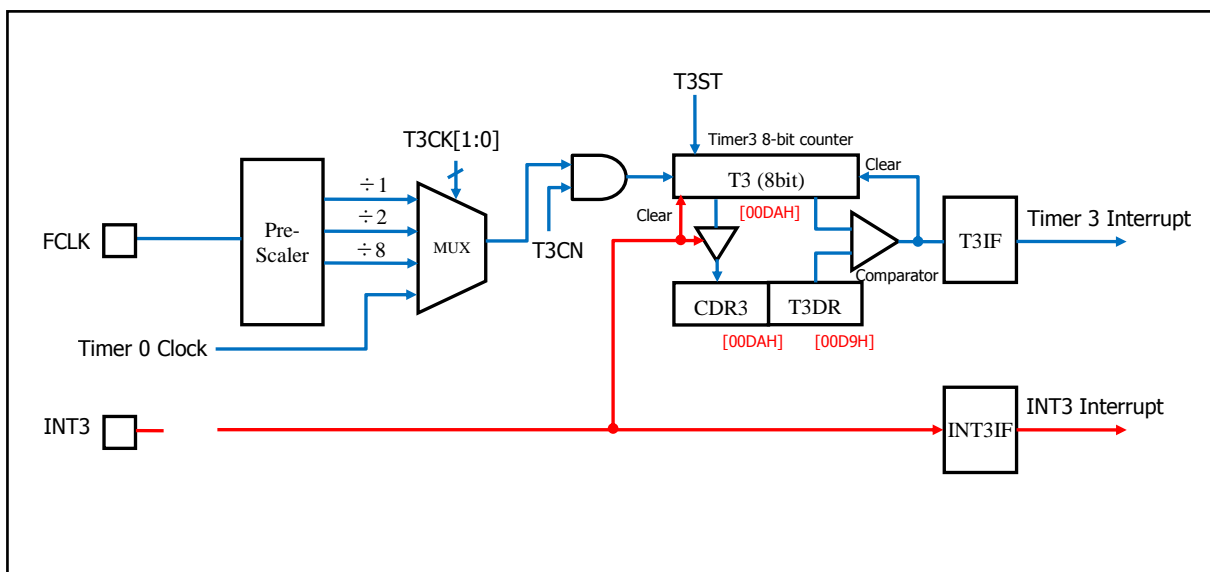 T3ST
T3CK[1:0]
Timer3 8-bit counter
Clear
T3 (8bit)
÷1
÷2
÷8
Pre-
Scaler
FCLK
MUX
T3CN
Clear
[00DAH]
Comparator
T3IF
Timer 3 Interrupt
CDR3
T3DR
[00DAH]
[00D9H]
Timer 0 Clock
INT3
INT3IF
INT3 Interrupt